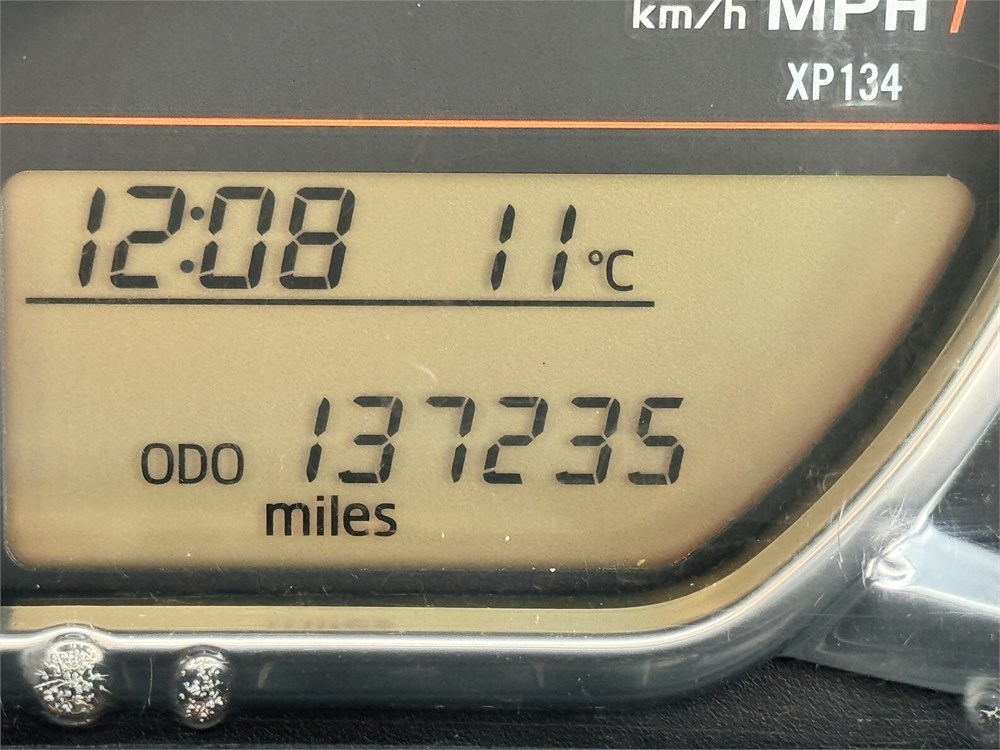 km/h MPH
XP134
12:08 11°C
ODO 137235
miles